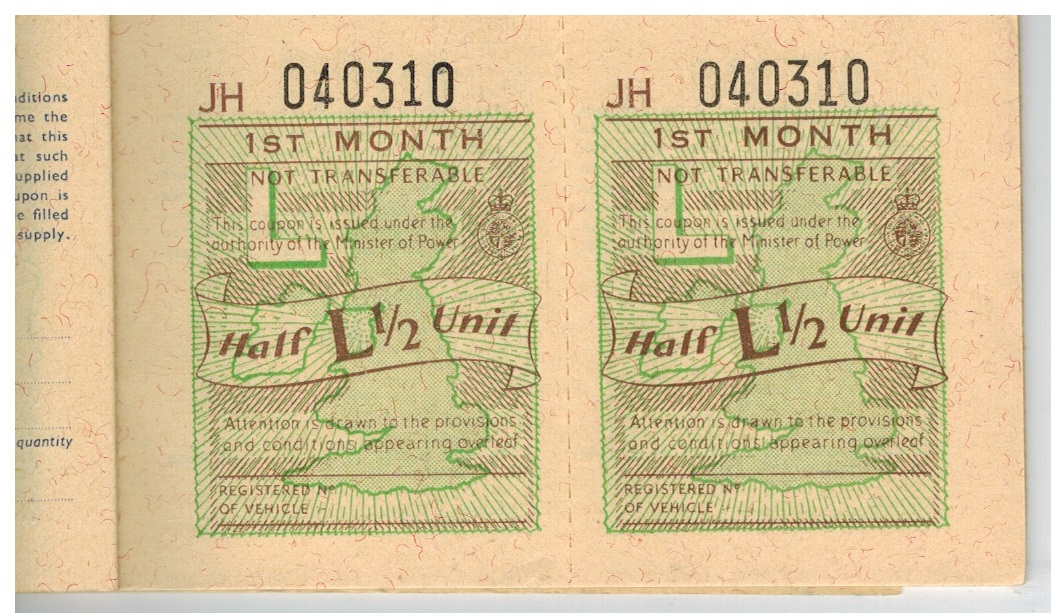 ditions
me the
at this
at such
upplied
upon is
e filled
supply.
quantity
JH 040310
1ST MONTH
NOT TRANSFERABLE
L
This coupon is issued under the
authority of the Minister of Power
Half L 1/2 Unit
Attention is drawn to the provisions
and conditions appearing overleaf
REGISTERED Nº
OF VEHICLE :-
JH 040310
1ST MONTH
NOT TRANSFERABLE
L
This coupon is issued under the
authority of the Minister of Power
Half L 1/2 Unit
Attention is drawn to the provisions
and conditions appearing overleaf
REGISTERED Nº
OF VEHICLE :-